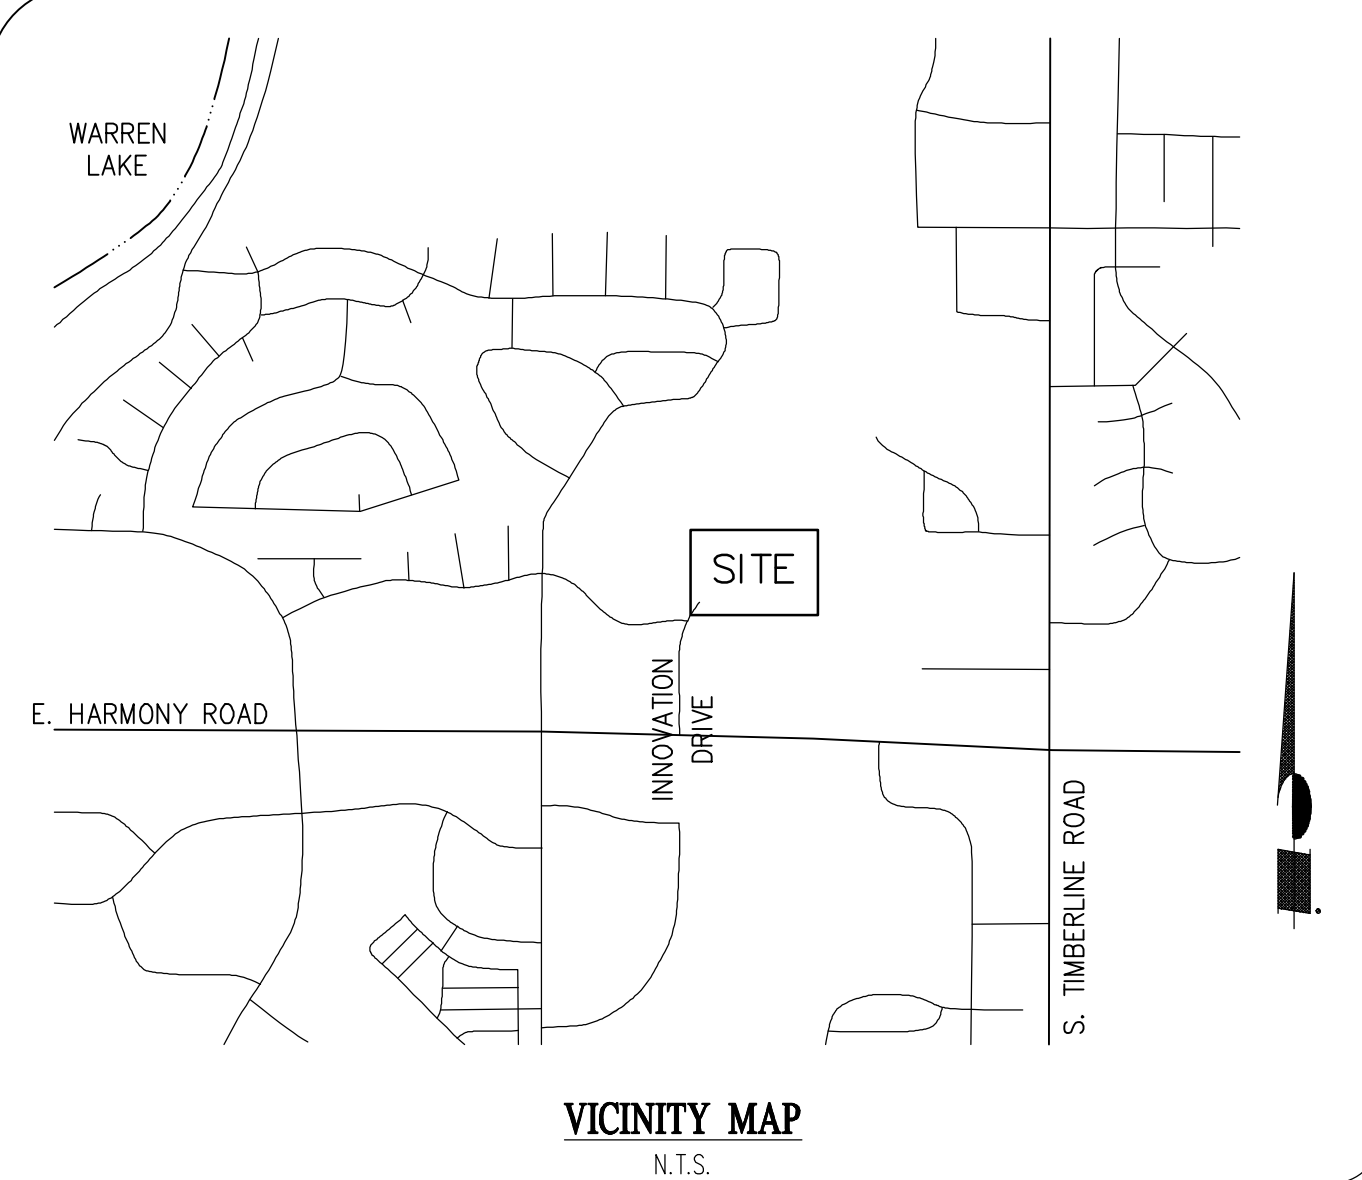 WARREN
LAKE
SITE
E. HARMONY ROAD
INNOVATION
DRIVE
S. TIMBERLINE ROAD
VICINITY MAP
N.T.S.